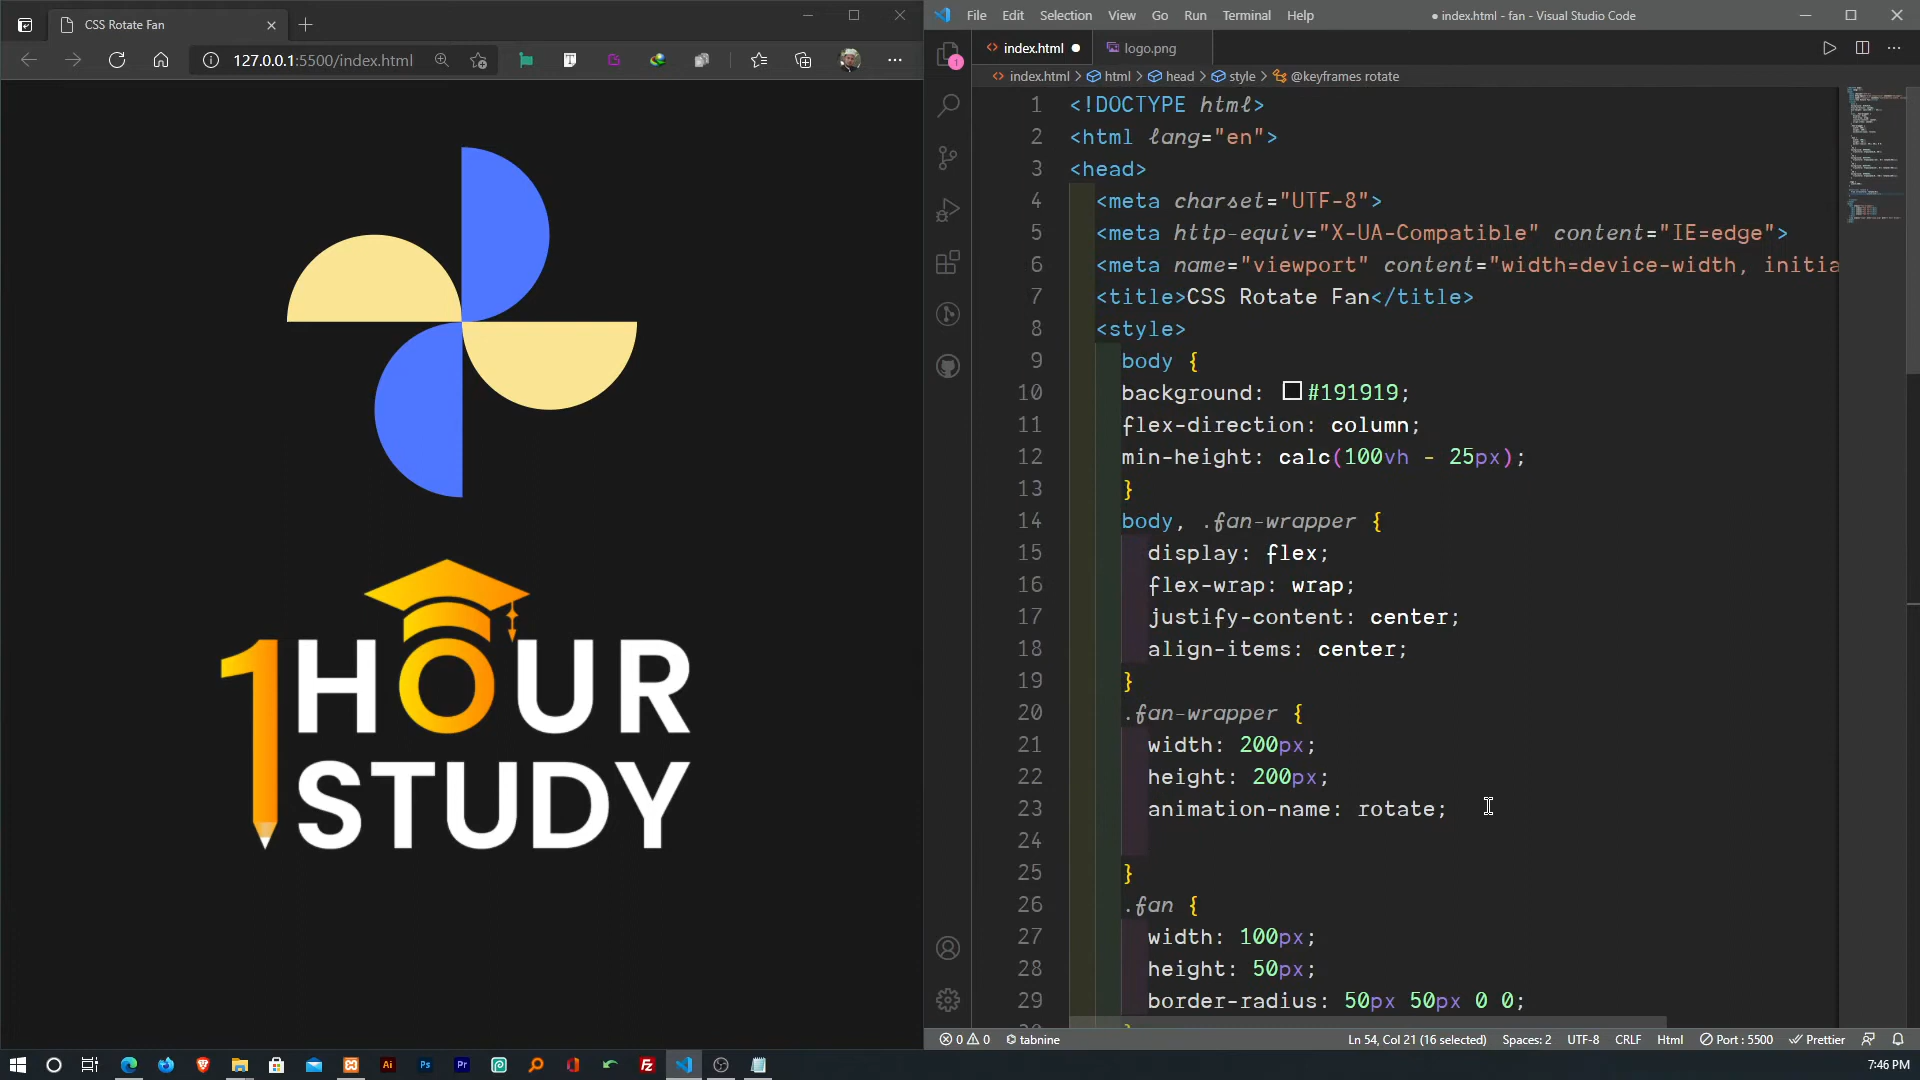 CSS Rotate Fan
127.0.0.1:5500/index.html
1HOUR
STUDY
File Edit Selection View Go Run Terminal Help
● index.html - fan - Visual Studio Code
index.html ●
logo.png
index.html > html > head > style > @keyframes rotate
1 <!DOCTYPE html>
2 <html lang="en">
3 <head>
4 <meta charset="UTF-8">
5 <meta http-equiv="X-UA-Compatible" content="IE=edge">
6 <meta name="viewport" content="width=device-width, initia
7 <title>CSS Rotate Fan</title>
8 <style>
9 body {
10 background: #191919;
11 flex-direction: column;
12 min-height: calc(100vh - 25px);
13 }
14 body, .fan-wrapper {
15 display: flex;
16 flex-wrap: wrap;
17 justify-content: center;
18 align-items: center;
19 }
20 .fan-wrapper {
21 width: 200px;
22 height: 200px;
23 animation-name: rotate;
24
25 }
26 .fan {
27 width: 100px;
28 height: 50px;
29 border-radius: 50px 50px 0 0;
0 0 tabnine
Ln 54, Col 21 (16 selected) Spaces: 2 UTF-8 CRLF Html Port : 5500 Prettier
Ai Ps Pr Fz
7:46 PM